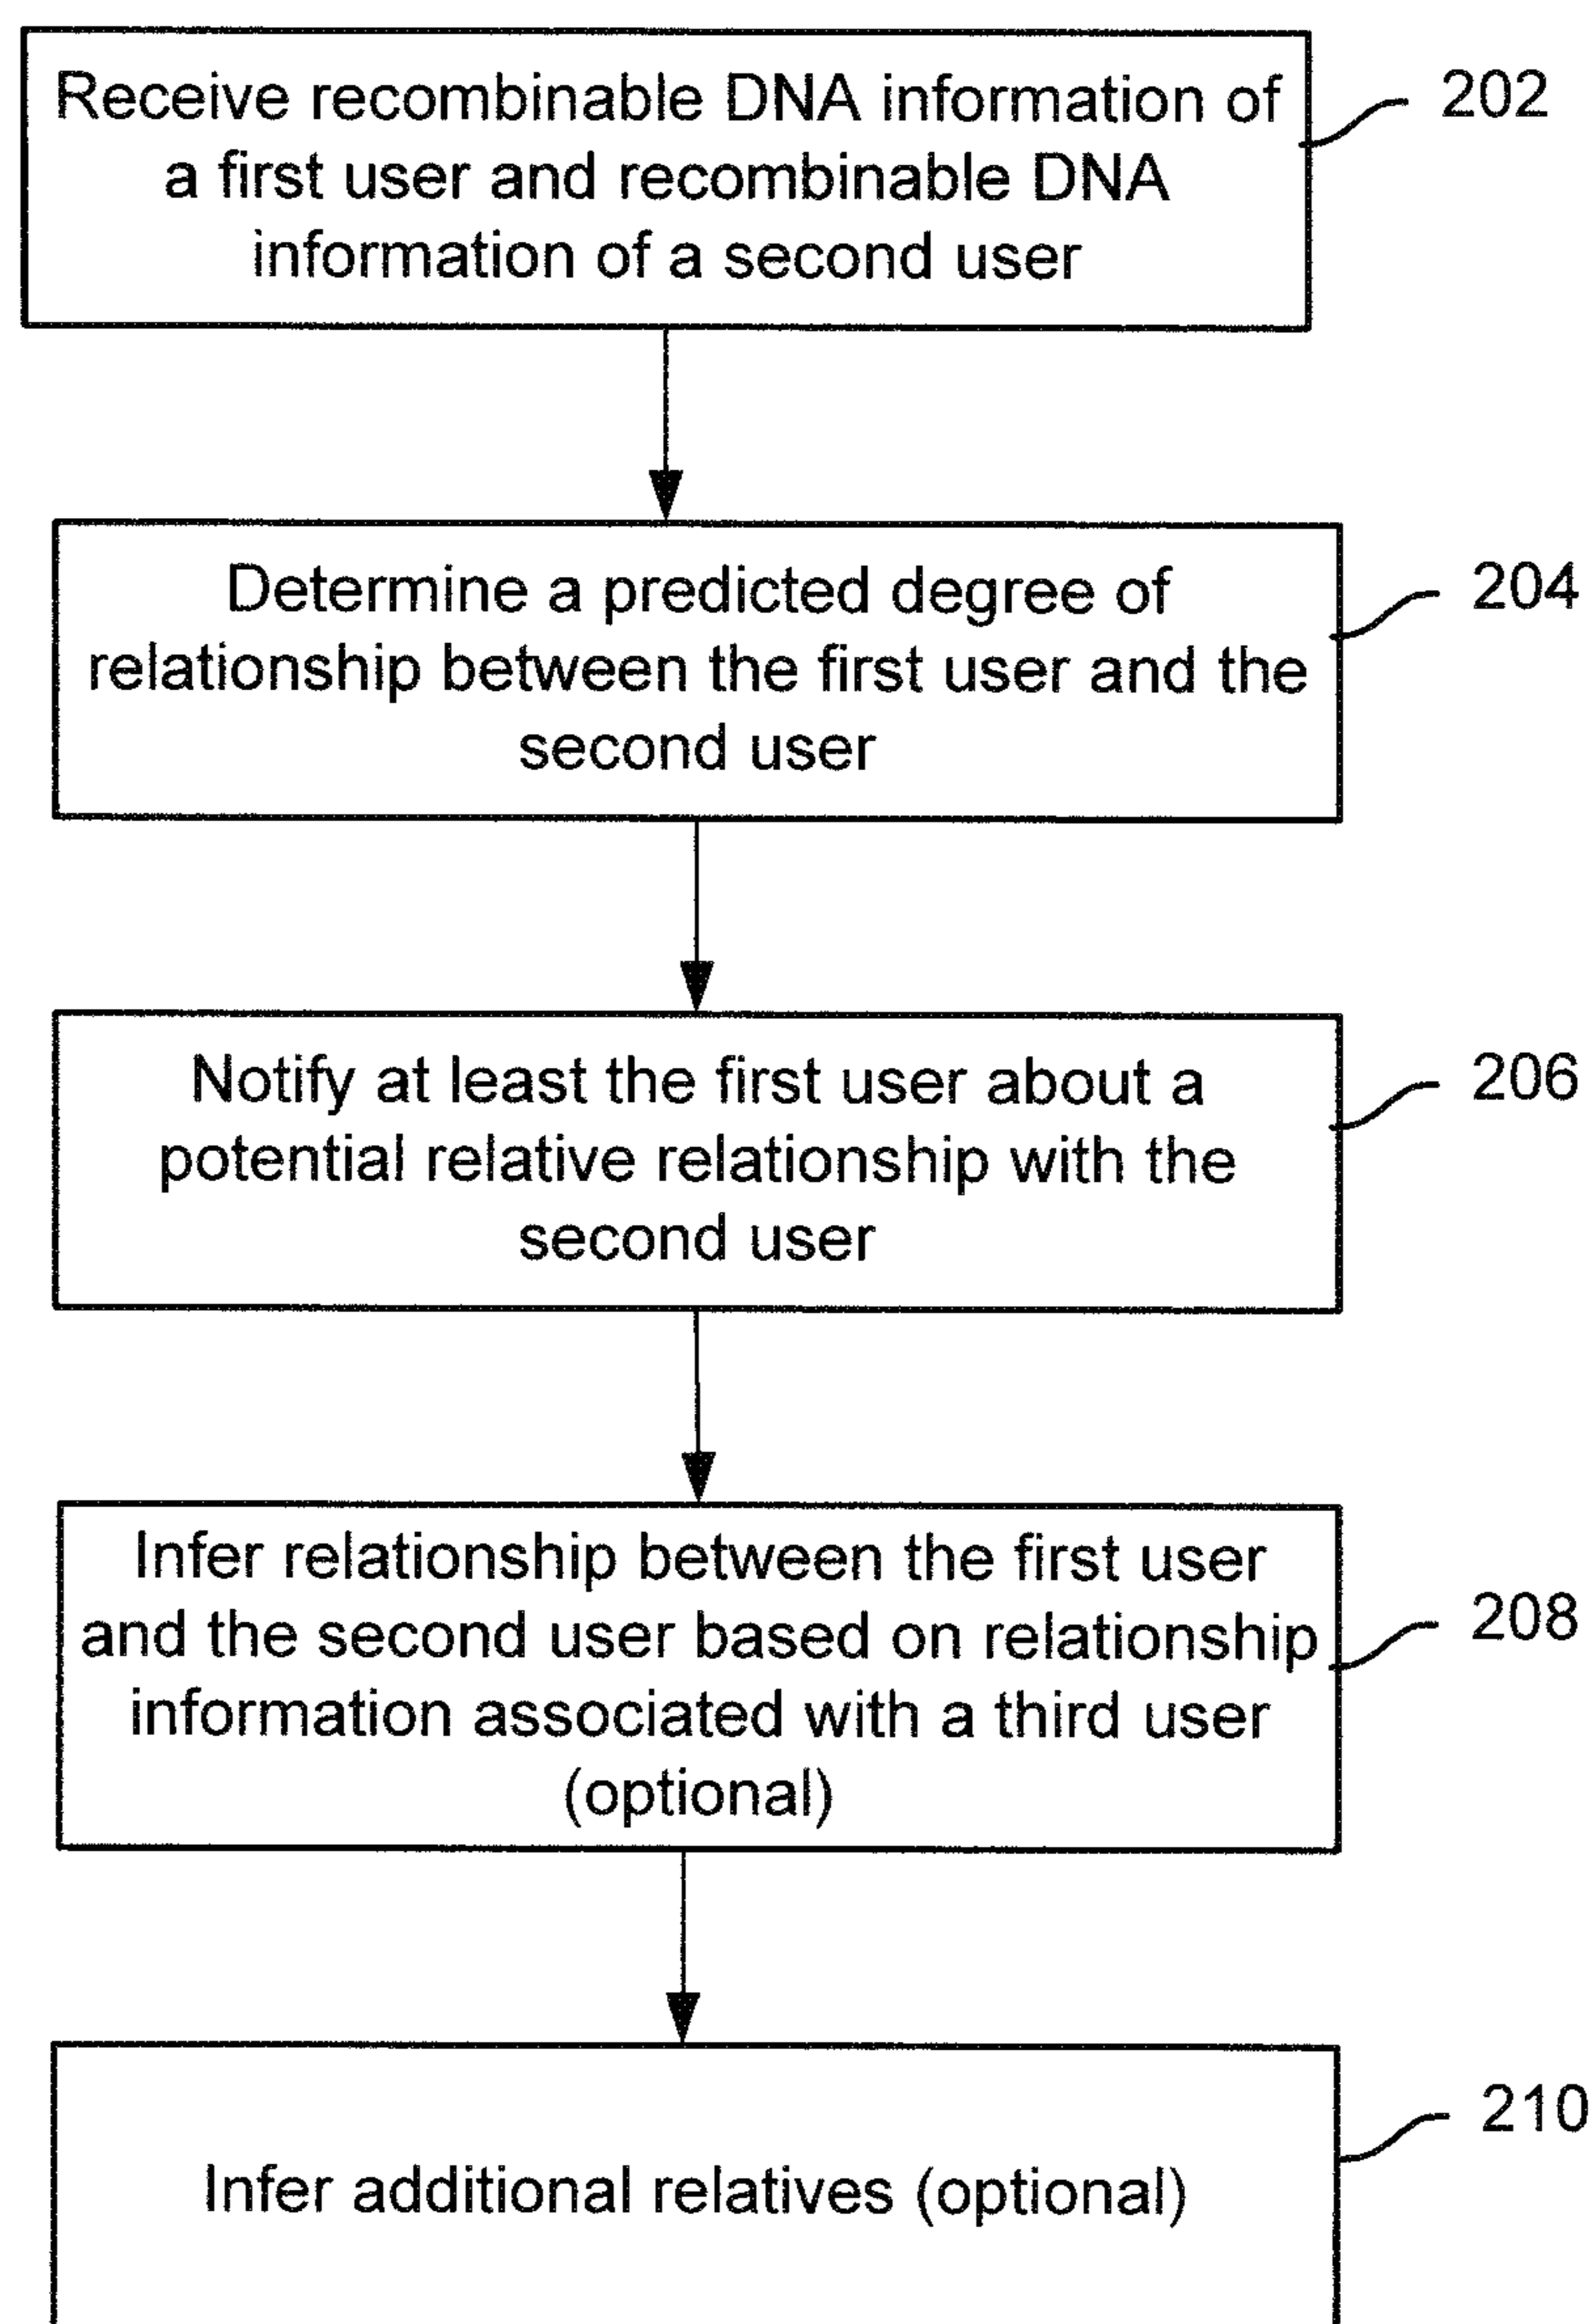 Receive recombinable DNA information of
a first user and recombinable DNA
information of a second user
202
Determine a predicted degree of
relationship between the first user and the
second user
204
Notify at least the first user about a
potential relative relationship with the
second user
206
Infer relationship between the first user
and the second user based on relationship
information associated with a third user
(optional)
208
Infer additional relatives (optional)
210